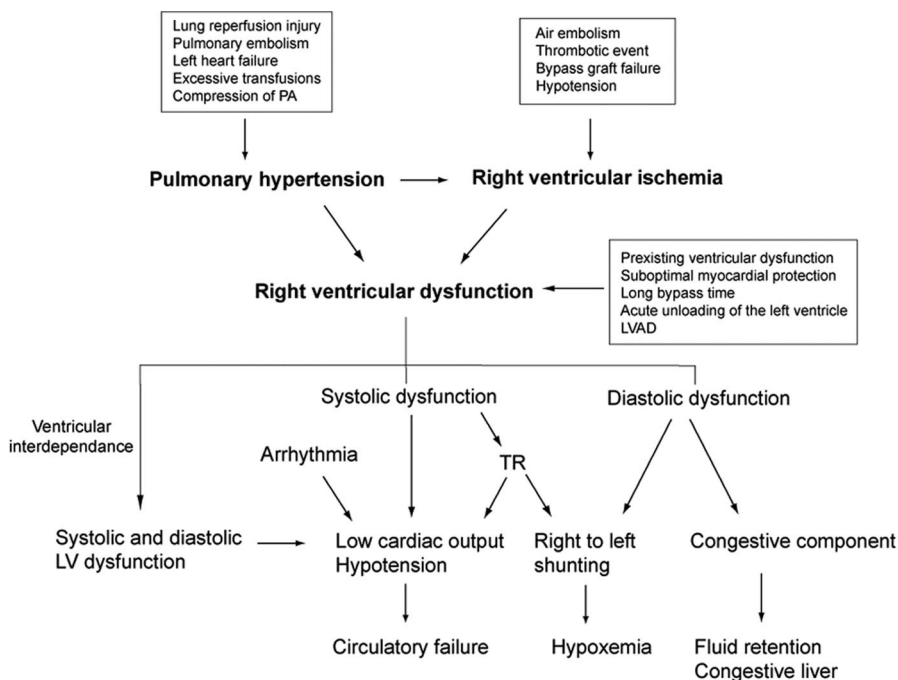 Lung reperfusion injury
Pulmonary embolism
Left heart failure
Excessive transfusions
Compression of PA
Air embolism
Thrombotic event
Bypass graft failure
Hypotension
Pulmonary hypertension
Right ventricular ischemia
Right ventricular dysfunction
Prexisting ventricular dysfunction
Suboptimal myocardial protection
Long bypass time
Acute unloading of the left ventricle
LVAD
Ventricular
interdependance
Systolic dysfunction
Diastolic dysfunction
Arrhythmia
TR
Systolic and diastolic
LV dysfunction
Low cardiac output
Hypotension
Right to left
shunting
Congestive component
Circulatory failure
Hypoxemia
Fluid retention
Congestive liver